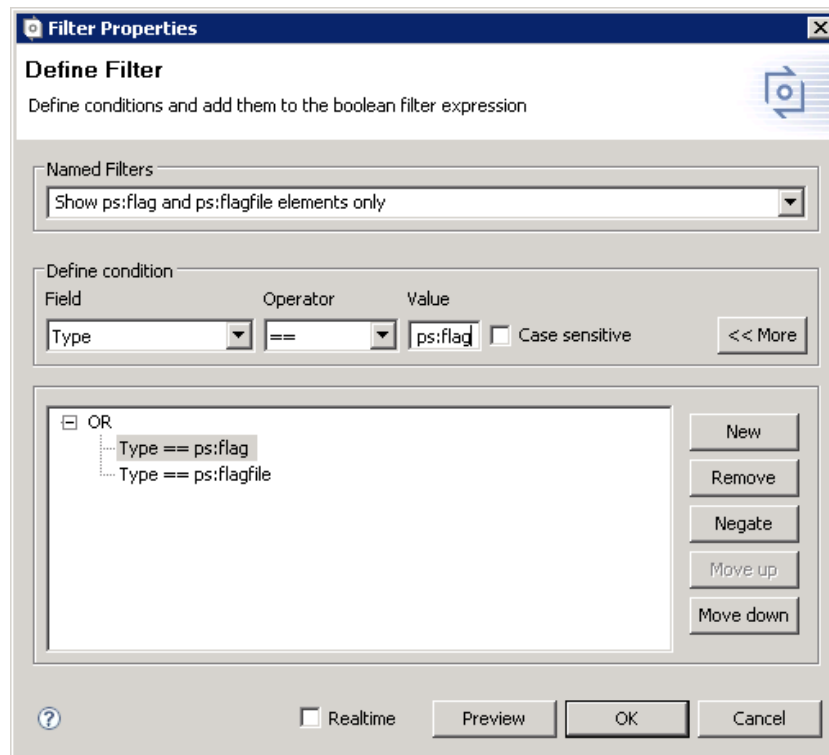 Filter Properties
Define Filter
Define conditions and add them to the boolean filter expression
Named Filters
Show ps:flag and ps:flagfile elements only
Define condition
Field Operator Value
Type == ps:flag Case sensitive << More
OR
Type == ps:flag
Type == ps:flagfile
New
Remove
Negate
Move up
Move down
? Realtime Preview OK Cancel